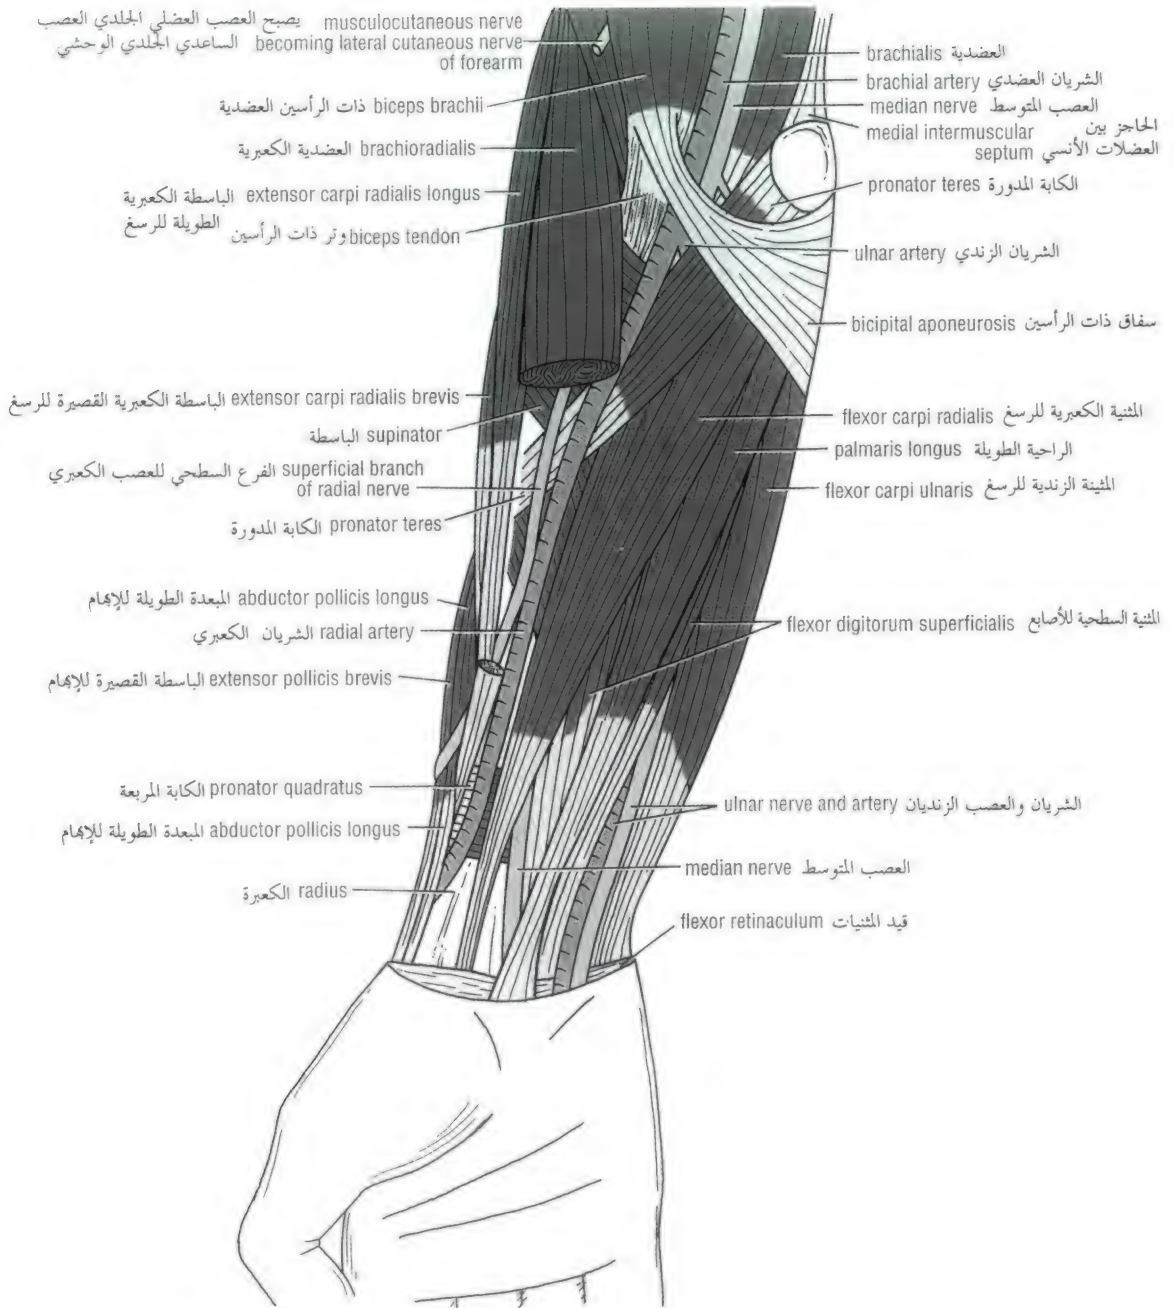 musculocutaneous nerve يصبح العصب العضلي الجلدي العصب
becoming lateral cutaneous nerve الساعدي الجلدي الوحشي
of forearm
biceps brachii ذات الرأسين العضدية
brachioradialis العضدية الكعبرية
extensor carpi radialis longus الباسطة الكعبرية
الطويلة للرسغ
biceps tendon وتر ذات الرأسين
extensor carpi radialis brevis الباسطة الكعبرية القصيرة للرسغ
supinator الباسطة
superficial branch الفرع السطحي للعصب الكعبري
of radial nerve
pronator teres الكابة المدورة
abductor pollicis longus المبعدة الطويلة للإبهام
radial artery الشريان الكعبري
extensor pollicis brevis الباسطة القصيرة للإبهام
pronator quadratus الكابة المربعة
abductor pollicis longus المبعدة الطويلة للإبهام
radius الكعبرة
brachialis العضدية
brachial artery الشريان العضدي
median nerve العصب المتوسط
medial intermuscular الحاجز بين
septum العضلات الأنسي
pronator teres الكابة المدورة
ulnar artery الشريان الزندي
bicipital aponeurosis سفاق ذات الرأسين
flexor carpi radialis المثنية الكعبرية للرسغ
palmaris longus الراحية الطويلة
flexor carpi ulnaris المثينة الزندية للرسغ
flexor digitorum superficialis المثنية السطحية للأصابع
ulnar nerve and artery الشريان والعصب الزنديان
median nerve العصب المتوسط
flexor retinaculum قيد المثنيات